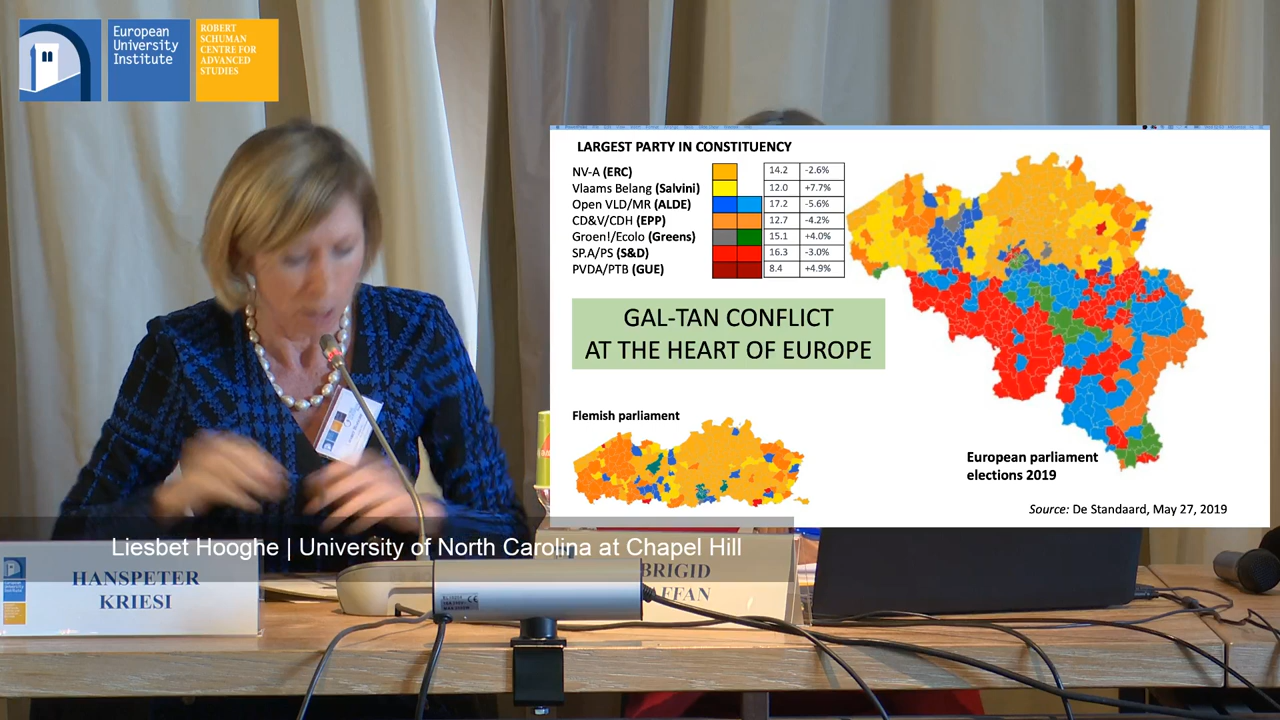 European
University
Institute
ROBERT
SCHUMAN
CENTRE FOR
ADVANCED
STUDIES
LARGEST PARTY IN CONSTITUENCY
NV-A (ERC) 14.2 -2.6%
Vlaams Belang (Salvini) 12.0 +7.7%
Open VLD/MR (ALDE) 17.2 -5.6%
CD&V/CDH (EPP) 12.7 -4.2%
Groen!/Ecolo (Greens) 15.1 +4.0%
SP.A/PS (S&D) 16.3 -3.0%
PVDA/PTB (GUE) 8.4 +4.9%
GAL-TAN CONFLICT
AT THE HEART OF EUROPE
Flemish parliament
European parliament
elections 2019
Source: De Standaard, May 27, 2019
Liesbet Hooghe | University of North Carolina at Chapel Hill
HANSPETER
KRIESI
BRIGID
AFFAN